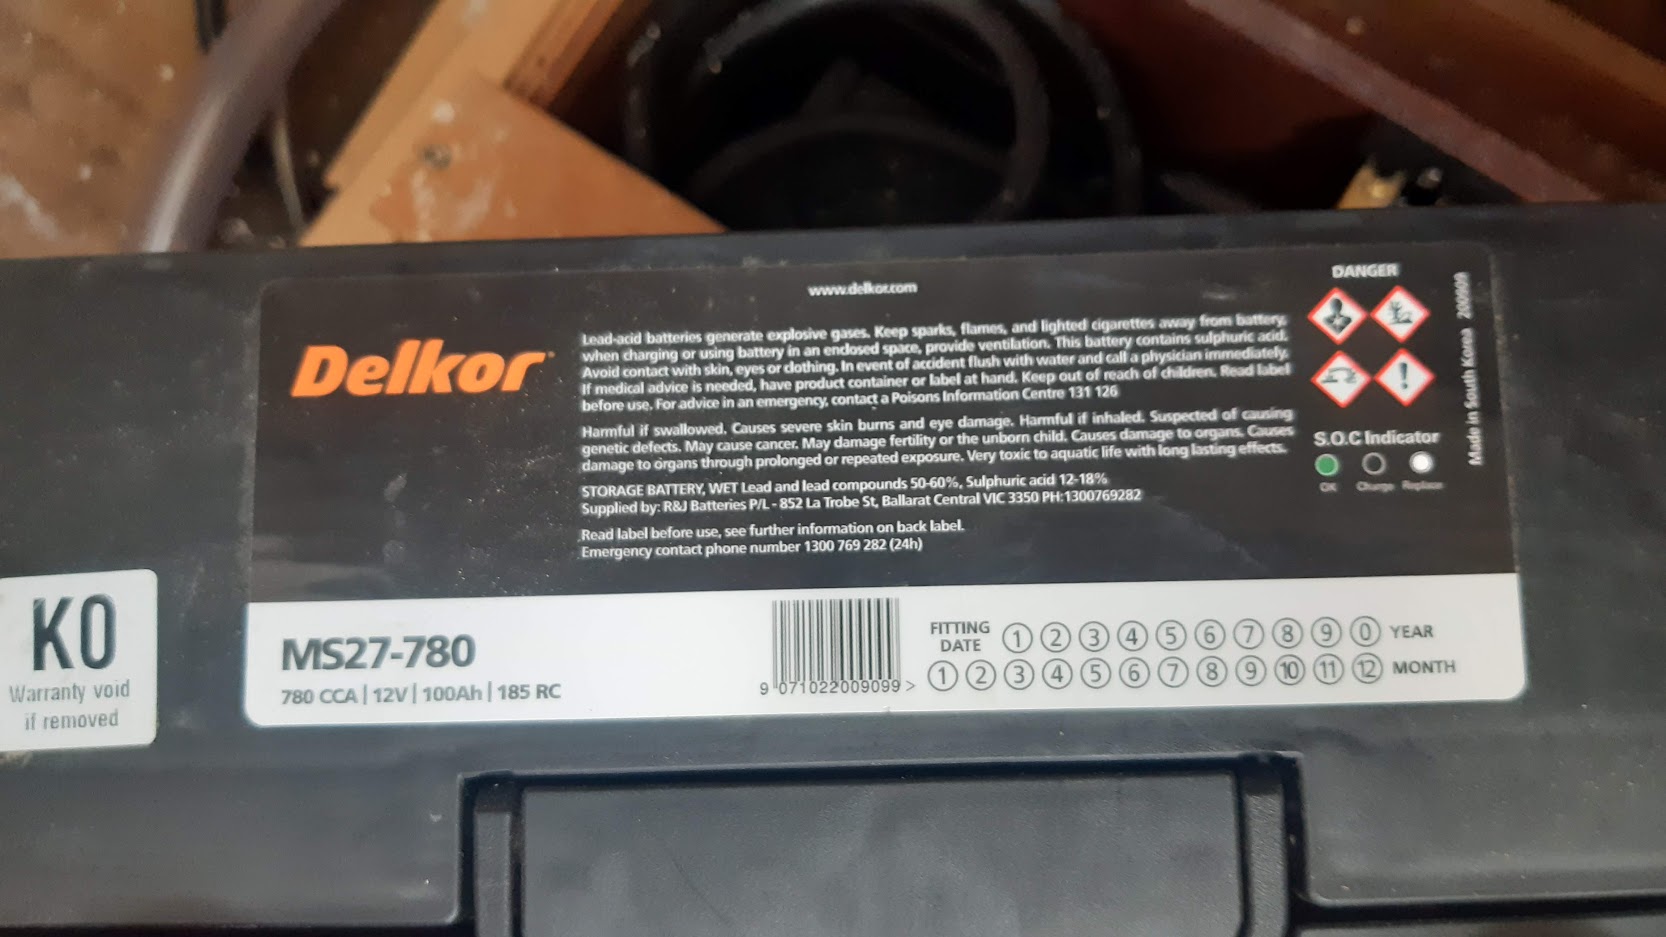 www.delkor.com
Delkor
Lead-acid batteries generate explosive gases. Keep sparks, flames, and lighted cigarettes away from battery,
when charging or using battery in an enclosed space, provide ventilation. This battery contains sulphuric acid.
Avoid contact with skin, eyes or clothing. In event of accident flush with water and call a physician immediately.
If medical advice is needed, have product container or label at hand. Keep out of reach of children. Read label
before use. For advice in an emergency, contact a Poisons Information Centre 131 126
Harmful if swallowed. Causes severe skin burns and eye damage. Harmful if inhaled. Suspected of causing
genetic defects. May cause cancer. May damage fertility or the unborn child. Causes damage to organs. Causes
damage to organs through prolonged or repeated exposure. Very toxic to aquatic life with long lasting effects.
STORAGE BATTERY, WET Lead and lead compounds 50-60%, Sulphuric acid 12-18%
Supplied by: R&J Batteries P/L - 852 La Trobe St, Ballarat Central VIC 3350 PH:1300769282
Read label before use, see further information on back label.
Emergency contact phone number 1300 769 282 (24h)
DANGER
S.O.C Indicator
OK Charge Replace
Made in South Korea 200909
K0
Warranty void
if removed
MS27-780
780 CCA | 12V | 100Ah | 185 RC
9 071022009099 >
FITTING
DATE
1 2 3 4 5 6 7 8 9 0 YEAR
1 2 3 4 5 6 7 8 9 10 11 12 MONTH